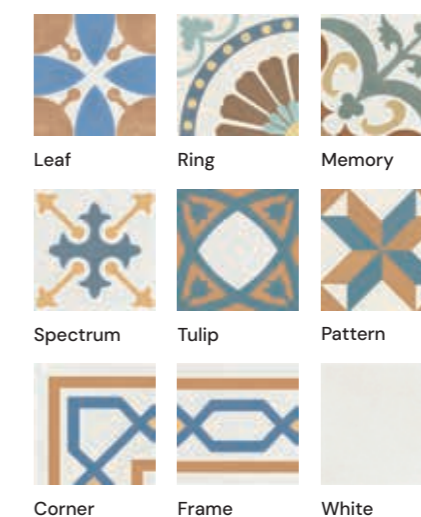 Leaf
Ring
Memory
Spectrum
Tulip
Pattern
Corner
Frame
White